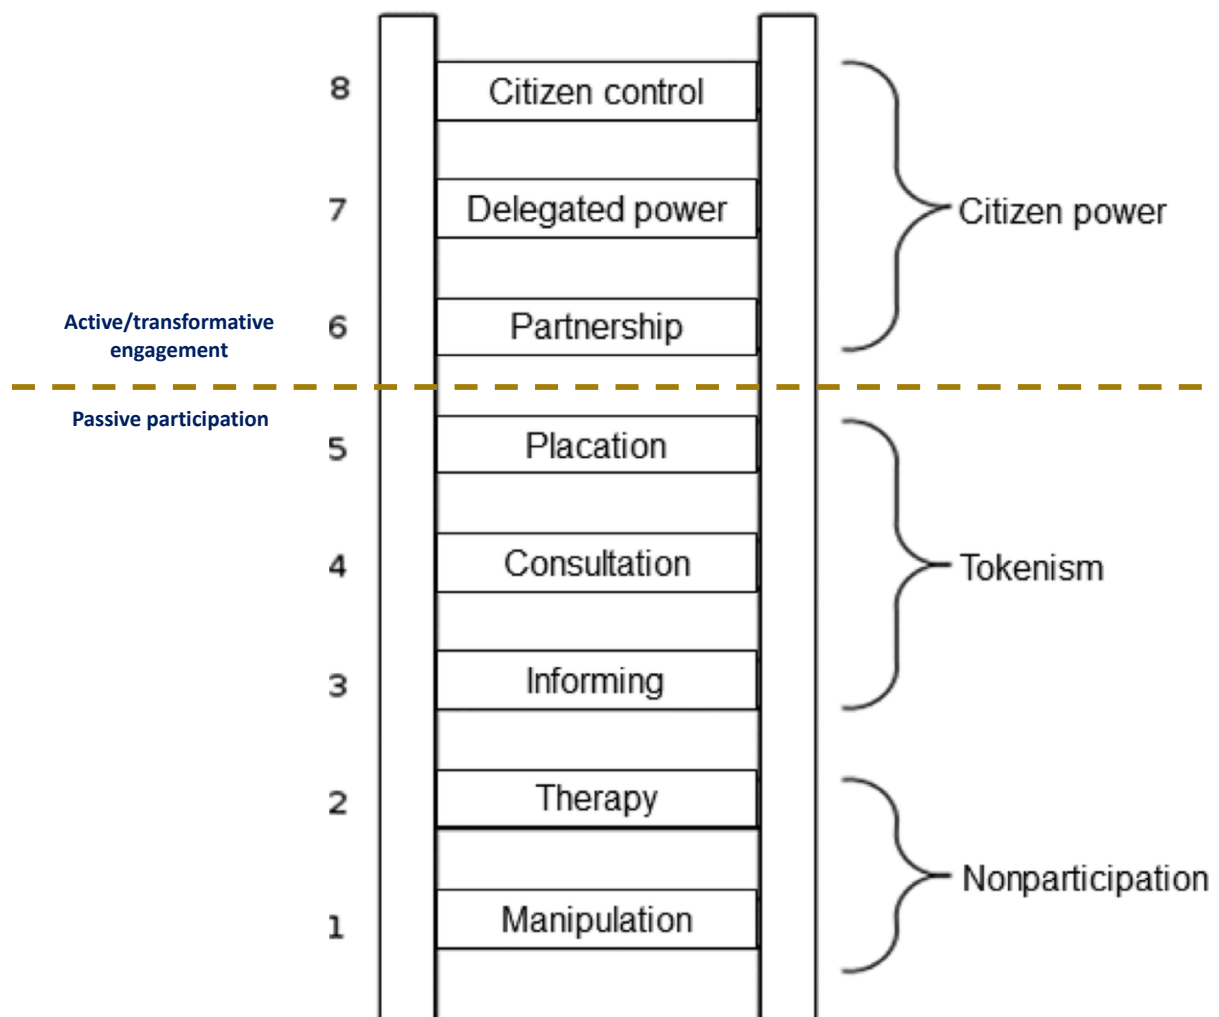 8
Citizen control
7
Delegated power
Citizen power
Active/transformative
engagement
6
Partnership
Passive participation
5
Placation
4
Consultation
Tokenism
3
Informing
2
Therapy
Nonparticipation
1
Manipulation